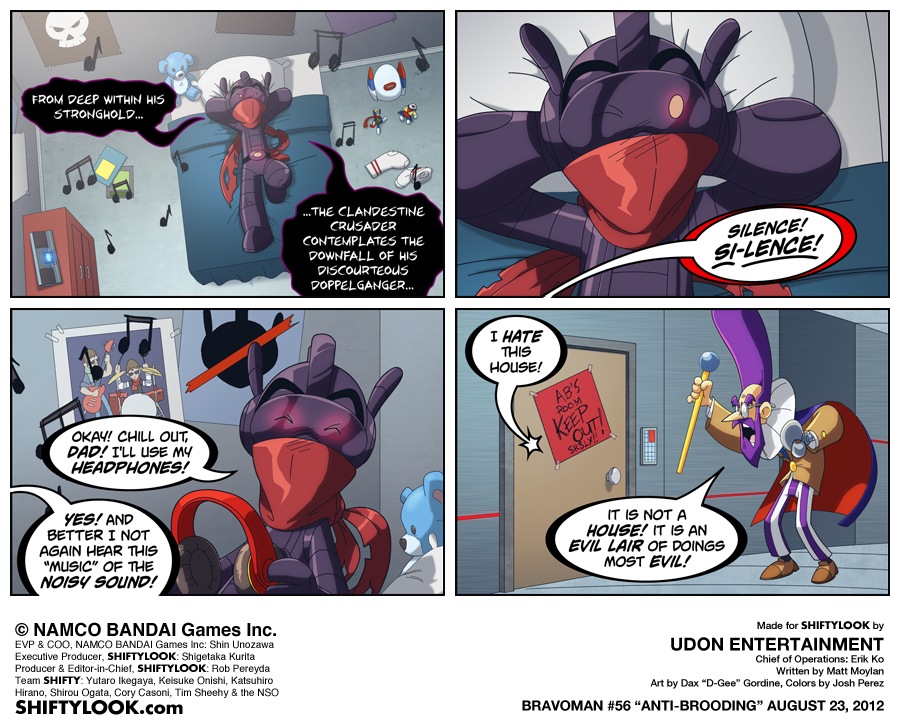 FROM DEEP WITHIN HIS
STRONGHOLD...
...THE CLANDESTINE
CRUSADER
CONTEMPLATES THE
DOWNFALL OF HIS
DISCOURTEOUS
DOPPELGANGER...
SILENCE!
SI-LENCE!
OKAY! CHILL OUT,
DAD! I'LL USE MY
HEADPHONES!
YES! AND
BETTER I NOT
AGAIN HEAR THIS
"MUSIC" OF THE
NOISY SOUND!
I HATE
THIS
HOUSE!
AB'S
ROOM
KEEP
OUT!
SRSLY!!
IT IS NOT A
HOUSE! IT IS AN
EVIL LAIR OF DOINGS
MOST EVIL!
© NAMCO BANDAI Games Inc.
EVP & COO, NAMCO BANDAI Games Inc: Shin Unozawa
Executive Producer, SHIFTYLOOK: Shigetaka Kurita
Producer & Editor-in-Chief, SHIFTYLOOK: Rob Pereyda
Team SHIFTY: Yutaro Ikegaya, Keisuke Onishi, Katsuhiro
Hirano, Shirou Ogata, Cory Casoni, Tim Sheehy & the NSO
SHIFTYLOOK.com
Made for SHIFTYLOOK by
UDON ENTERTAINMENT
Chief of Operations: Erik Ko
Written by Matt Moylan
Art by Dax "D-Gee" Gordine, Colors by Josh Perez
BRAVOMAN #56 "ANTI-BROODING" AUGUST 23, 2012